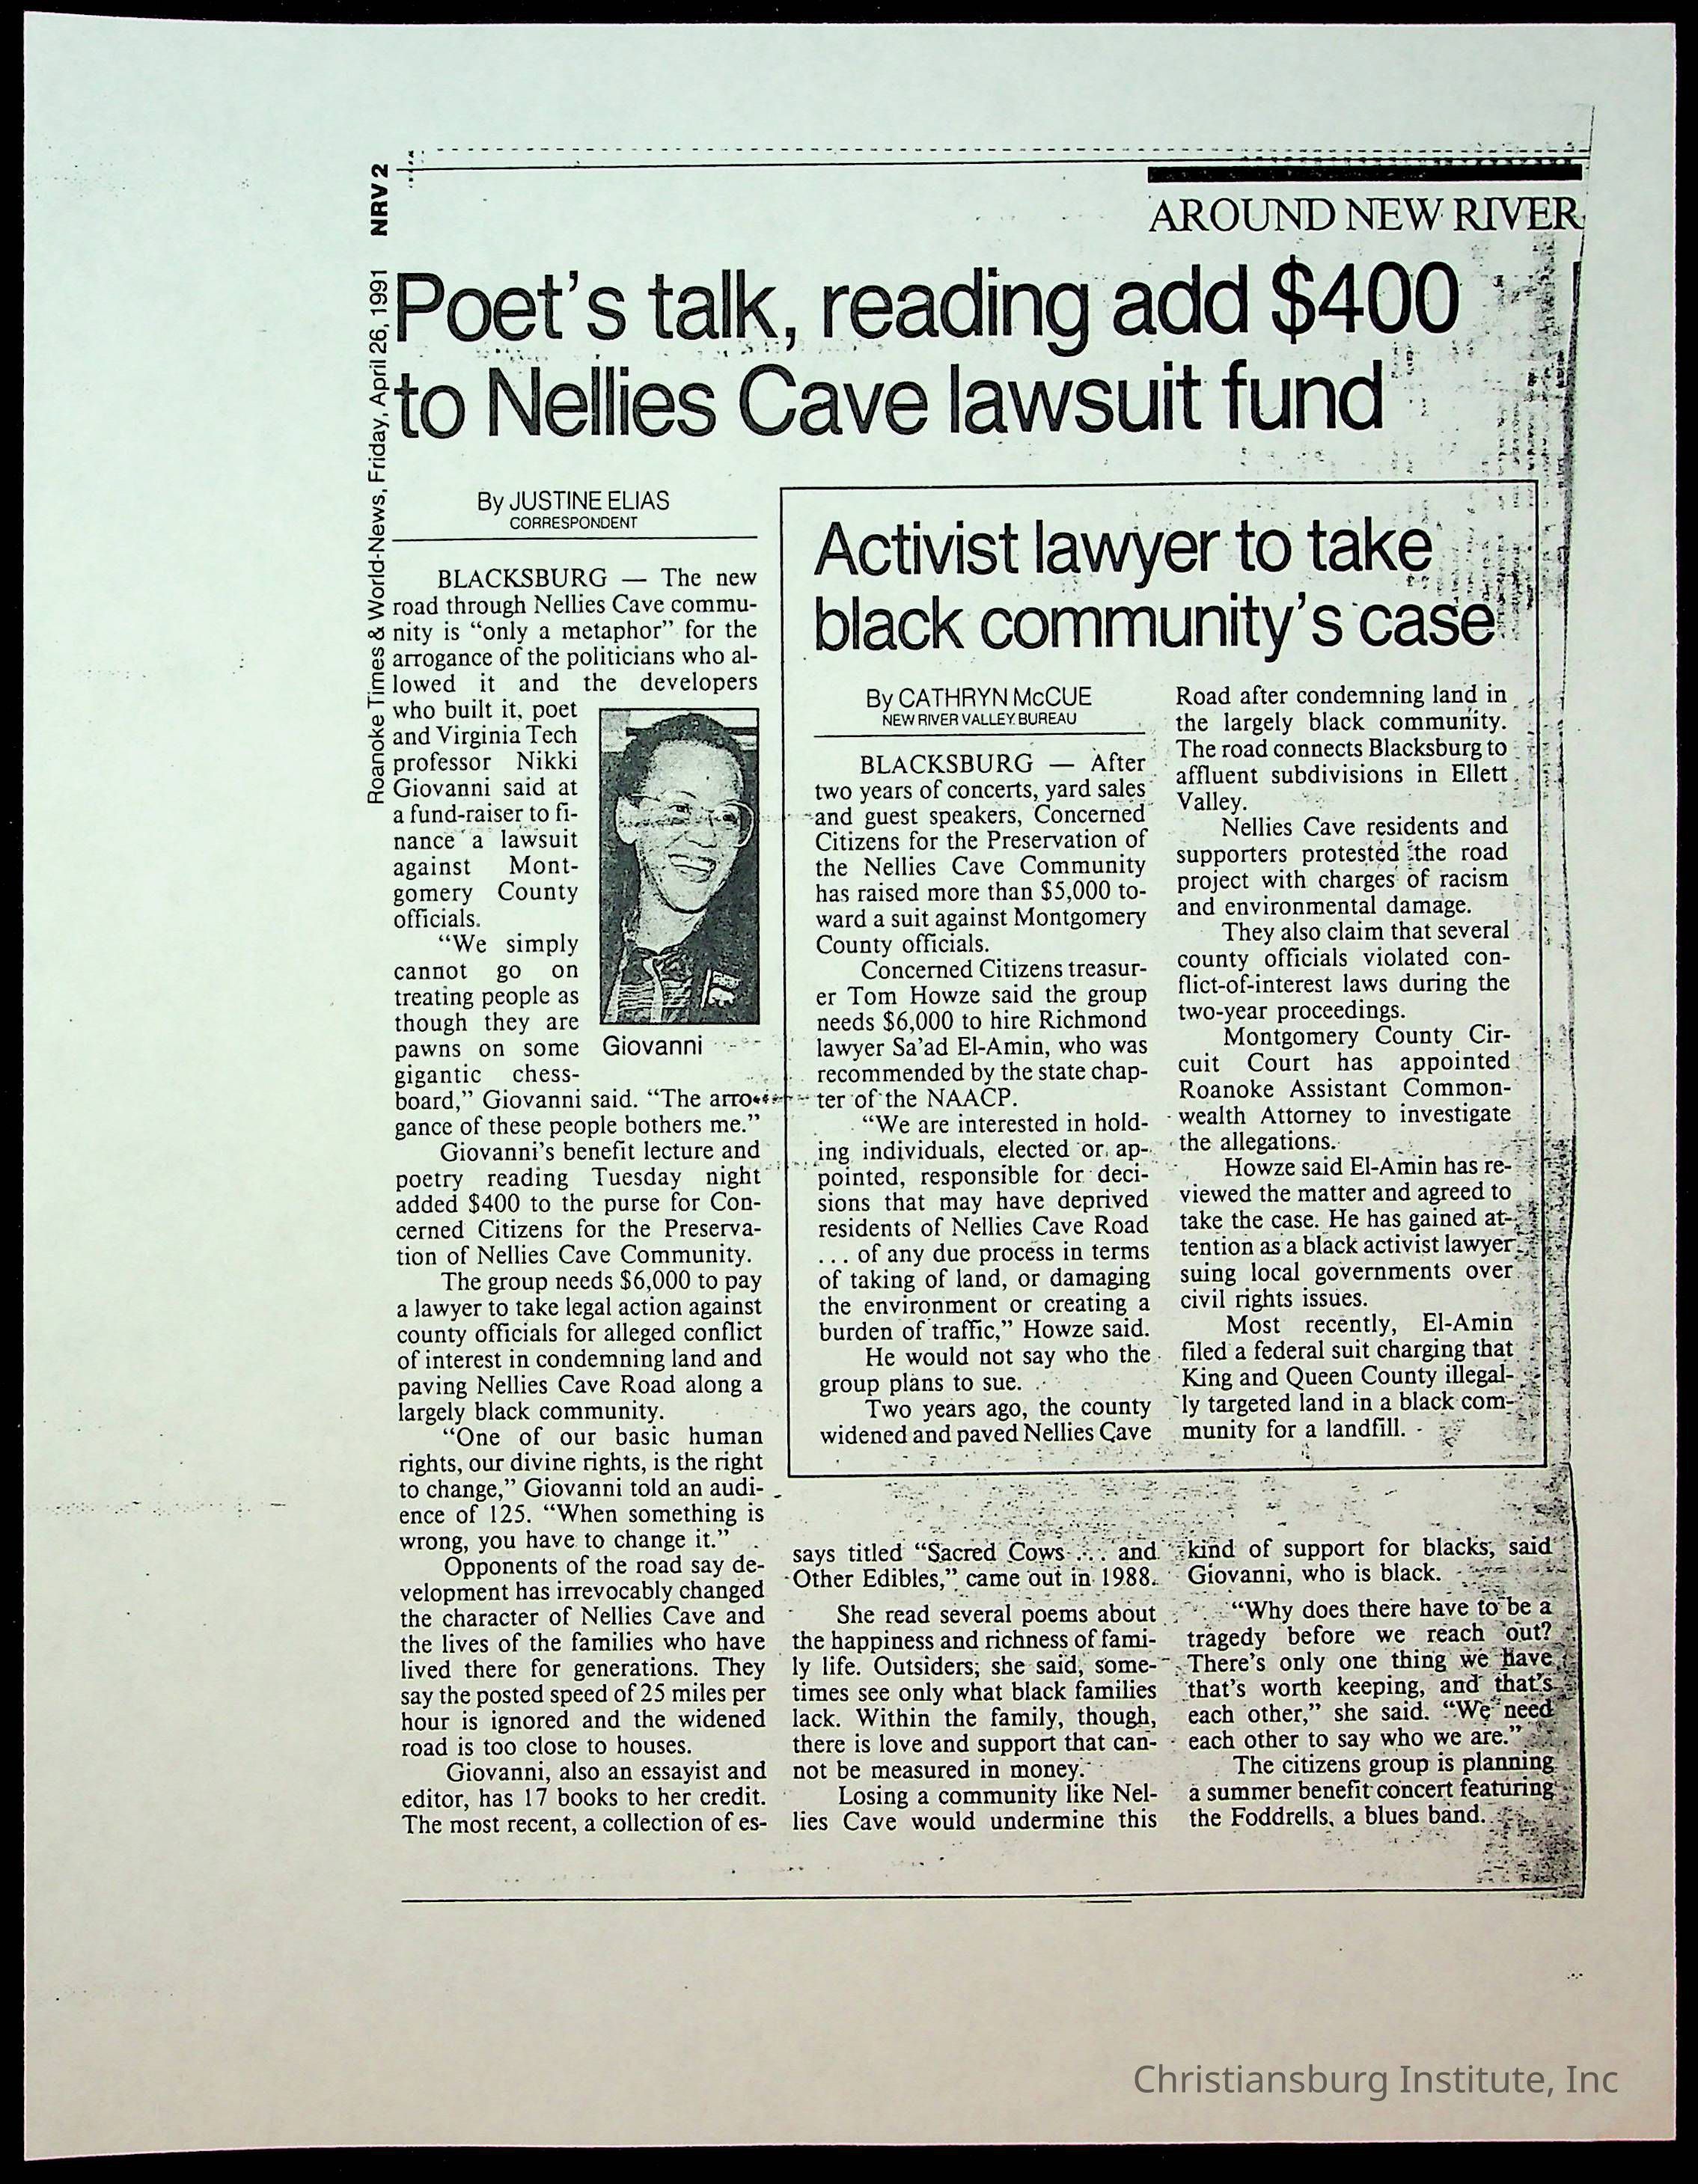 NRV 2
Roanoke Times & World-News, Friday, April 26, 1991
AROUND NEW RIVER
Poet's talk, reading add $400
to Nellies Cave lawsuit fund
By JUSTINE ELIAS
CORRESPONDENT
BLACKSBURG — The new
road through Nellies Cave commu-
nity is “only a metaphor” for the
arrogance of the politicians who al-
lowed it and the developers
who built it, poet
and Virginia Tech
professor Nikki
Giovanni said at
a fund-raiser to fi-
nance a lawsuit
against Mont-
gomery County
officials.
“We simply
cannot go on
treating people as
though they are
pawns on some
gigantic chess-
board,” Giovanni said. “The arro-
gance of these people bothers me.”
Giovanni's benefit lecture and
poetry reading Tuesday night
added $400 to the purse for Con-
cerned Citizens for the Preserva-
tion of Nellies Cave Community.
The group needs $6,000 to pay
a lawyer to take legal action against
county officials for alleged conflict
of interest in condemning land and
paving Nellies Cave Road along a
largely black community.
“One of our basic human
rights, our divine rights, is the right
to change,” Giovanni told an audi-
ence of 125. “When something is
wrong, you have to change it.”
Opponents of the road say de-
velopment has irrevocably changed
the character of Nellies Cave and
the lives of the families who have
lived there for generations. They
say the posted speed of 25 miles per
hour is ignored and the widened
road is too close to houses.
Giovanni, also an essayist and
editor, has 17 books to her credit.
The most recent, a collection of es-
Giovanni
says titled “Sacred Cows ... and
Other Edibles,” came out in 1988.
She read several poems about
the happiness and richness of fami-
ly life. Outsiders, she said, some-
times see only what black families
lack. Within the family, though,
there is love and support that can-
not be measured in money.
Losing a community like Nel-
lies Cave would undermine this
kind of support for blacks, said
Giovanni, who is black.
“Why does there have to be a
tragedy before we reach out?
There's only one thing we have
that's worth keeping, and that's
each other,” she said. “We need
each other to say who we are.”
The citizens group is planning
a summer benefit concert featuring
the Foddrells, a blues band.
Activist lawyer to take
black community's case
By CATHRYN McCUE
NEW RIVER VALLEY BUREAU
BLACKSBURG — After
two years of concerts, yard sales
and guest speakers, Concerned
Citizens for the Preservation of
the Nellies Cave Community
has raised more than $5,000 to-
ward a suit against Montgomery
County officials.
Concerned Citizens treasur-
er Tom Howze said the group
needs $6,000 to hire Richmond
lawyer Sa'ad El-Amin, who was
recommended by the state chap-
ter of the NAACP.
“We are interested in hold-
ing individuals, elected or ap-
pointed, responsible for deci-
sions that may have deprived
residents of Nellies Cave Road
... of any due process in terms
of taking of land, or damaging
the environment or creating a
burden of traffic,” Howze said.
He would not say who the
group plans to sue.
Two years ago, the county
widened and paved Nellies Cave
Road after condemning land in
the largely black community.
The road connects Blacksburg to
affluent subdivisions in Ellett
Valley.
Nellies Cave residents and
supporters protested the road
project with charges of racism
and environmental damage.
They also claim that several
county officials violated con-
flict-of-interest laws during the
two-year proceedings.
Montgomery County Cir-
cuit Court has appointed
Roanoke Assistant Common-
wealth Attorney to investigate
the allegations.
Howze said El-Amin has re-
viewed the matter and agreed to
take the case. He has gained at-
tention as a black activist lawyer
suing local governments over
civil rights issues.
Most recently, El-Amin
filed a federal suit charging that
King and Queen County illegal-
ly targeted land in a black com-
munity for a landfill.
Christiansburg Institute, Inc